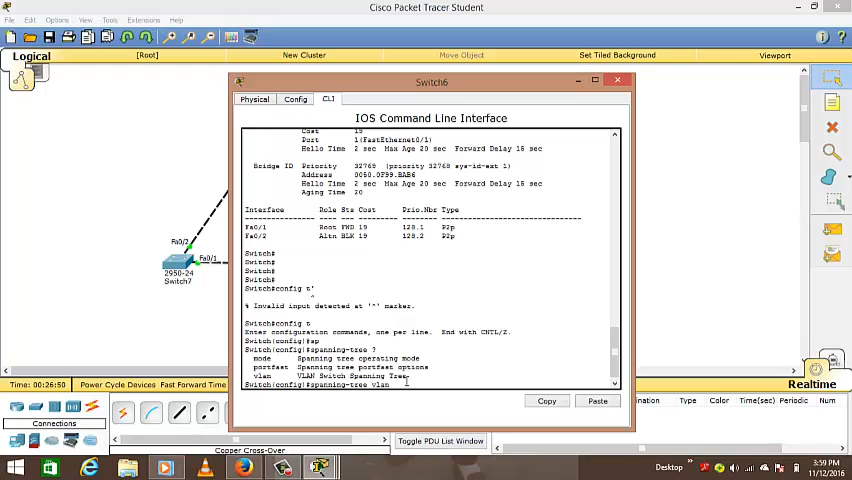 Cisco Packet Tracer Student
File Edit Options View Tools Extensions Help
Logical [Root] New Cluster Move Object Set Tiled Background Viewport
Switch6
Physical Config CLI
IOS Command Line Interface
Cost 19
Port 1(FastEthernet0/1)
Hello Time 2 sec Max Age 20 sec Forward Delay 15 sec
Bridge ID Priority 32769 (priority 32768 sys-id-ext 1)
Address 0050.0F99.BAB6
Hello Time 2 sec Max Age 20 sec Forward Delay 15 sec
Aging Time 20
Interface Role Sts Cost Prio.Nbr Type
---------------- ---- --- --------- -------- --------------------------------
Fa0/1 Root FWD 19 128.1 P2p
Fa0/2 Altn BLK 19 128.2 P2p
Switch#
Switch#
Switch#
Switch#
Switch#config t'
^
% Invalid input detected at '^' marker.
Switch#config t
Enter configuration commands, one per line. End with CNTL/Z.
Switch(config)#sp
Switch(config)#spanning-tree ?
mode Spanning tree operating mode
portfast Spanning tree portfast options
vlan VLAN Switch Spanning Tree
Switch(config)#spanning-tree vlan
Copy Paste
Fa0/2
Fa0/1
2950-24
Switch7
Time: 00:26:50 Power Cycle Devices Fast Forward Time Realtime
Connections
Copper Cross-Over
Toggle PDU List Window
ination Color Time(sec) Periodic Num
Desktop
3:59 PM
11/12/2016